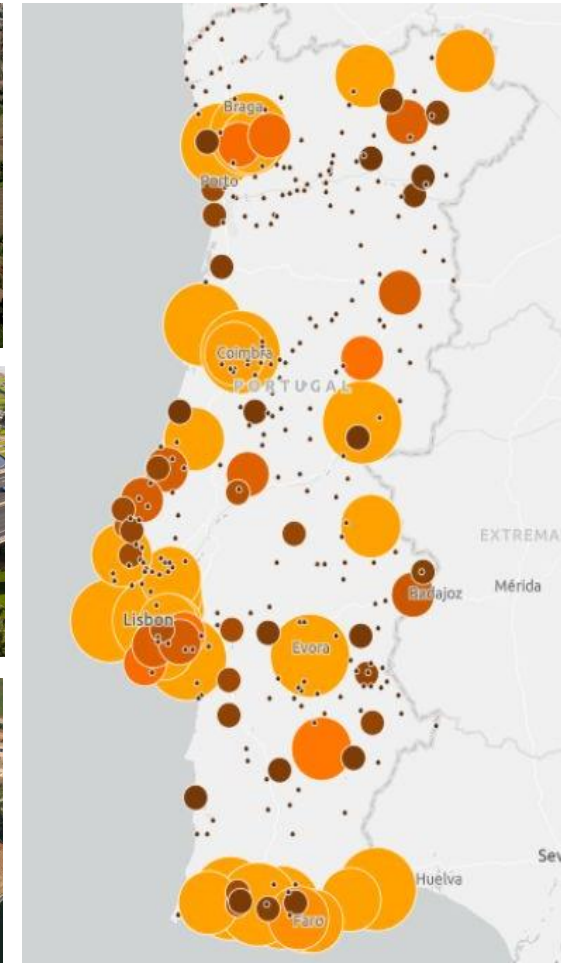 Braga
Porto
Coimbra
PORTUGAL
EXTREMA
Badajoz
Mérida
Lisbon
Evora
Sev
Huelva
Faro